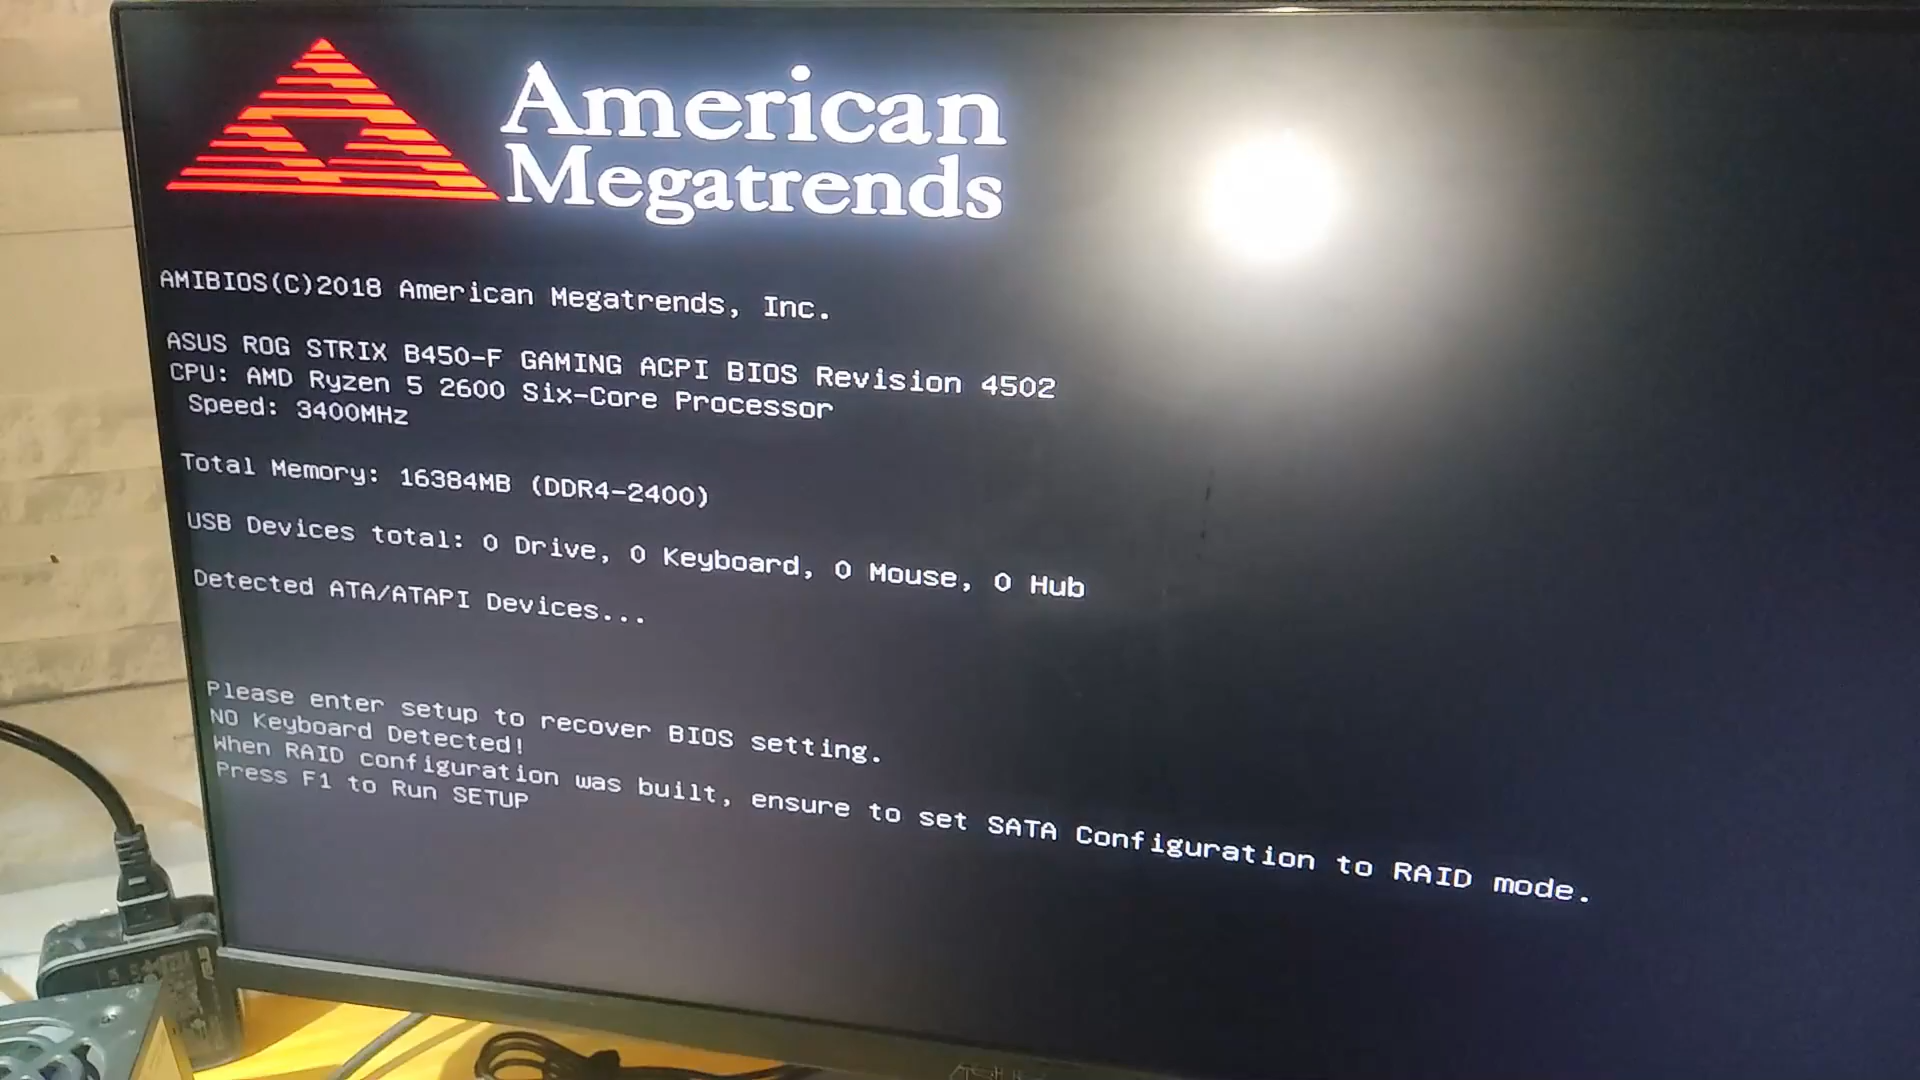 American
Megatrends
AMIBIOS(C)2018 American Megatrends, Inc.
ASUS ROG STRIX B450-F GAMING ACPI BIOS Revision 4502
CPU: AMD Ryzen 5 2600 Six-Core Processor
Speed: 3400MHz
Total Memory: 16384MB (DDR4-2400)
USB Devices total: 0 Drive, 0 Keyboard, 0 Mouse, 0 Hub
Detected ATA/ATAPI Devices...
Please enter setup to recover BIOS setting.
NO Keyboard Detected!
When RAID configuration was built, ensure to set SATA Configuration to RAID mode.
Press F1 to Run SETUP